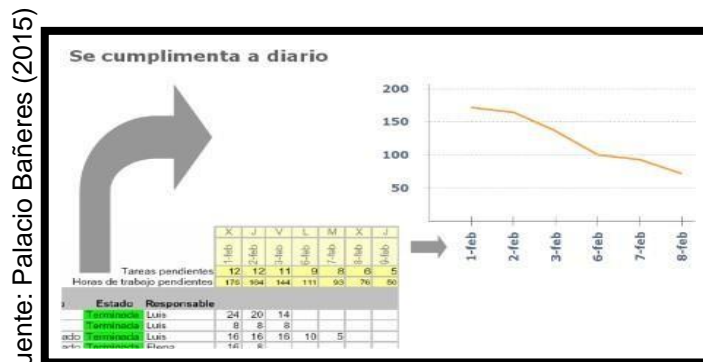 uente: Palacio Bañeres (2015)
Se cumplimenta a diario
200
150
100
50
1-feb 2-feb 3-feb 6-feb 7-feb 8-feb
X J V L M X J
1-feb 2-feb 3-feb 6-feb 7-feb 8-feb 9-feb
Tareas pendientes 12 12 11 9 8 6 5
Horas de trabajo pendientes 176 164 144 111 93 76 50
Estado Responsable
Terminada Luis 24 20 14
Terminada Luis 8 8 8
ado Terminada Luis 16 16 16 10 5
ado Terminada Elena 16 8